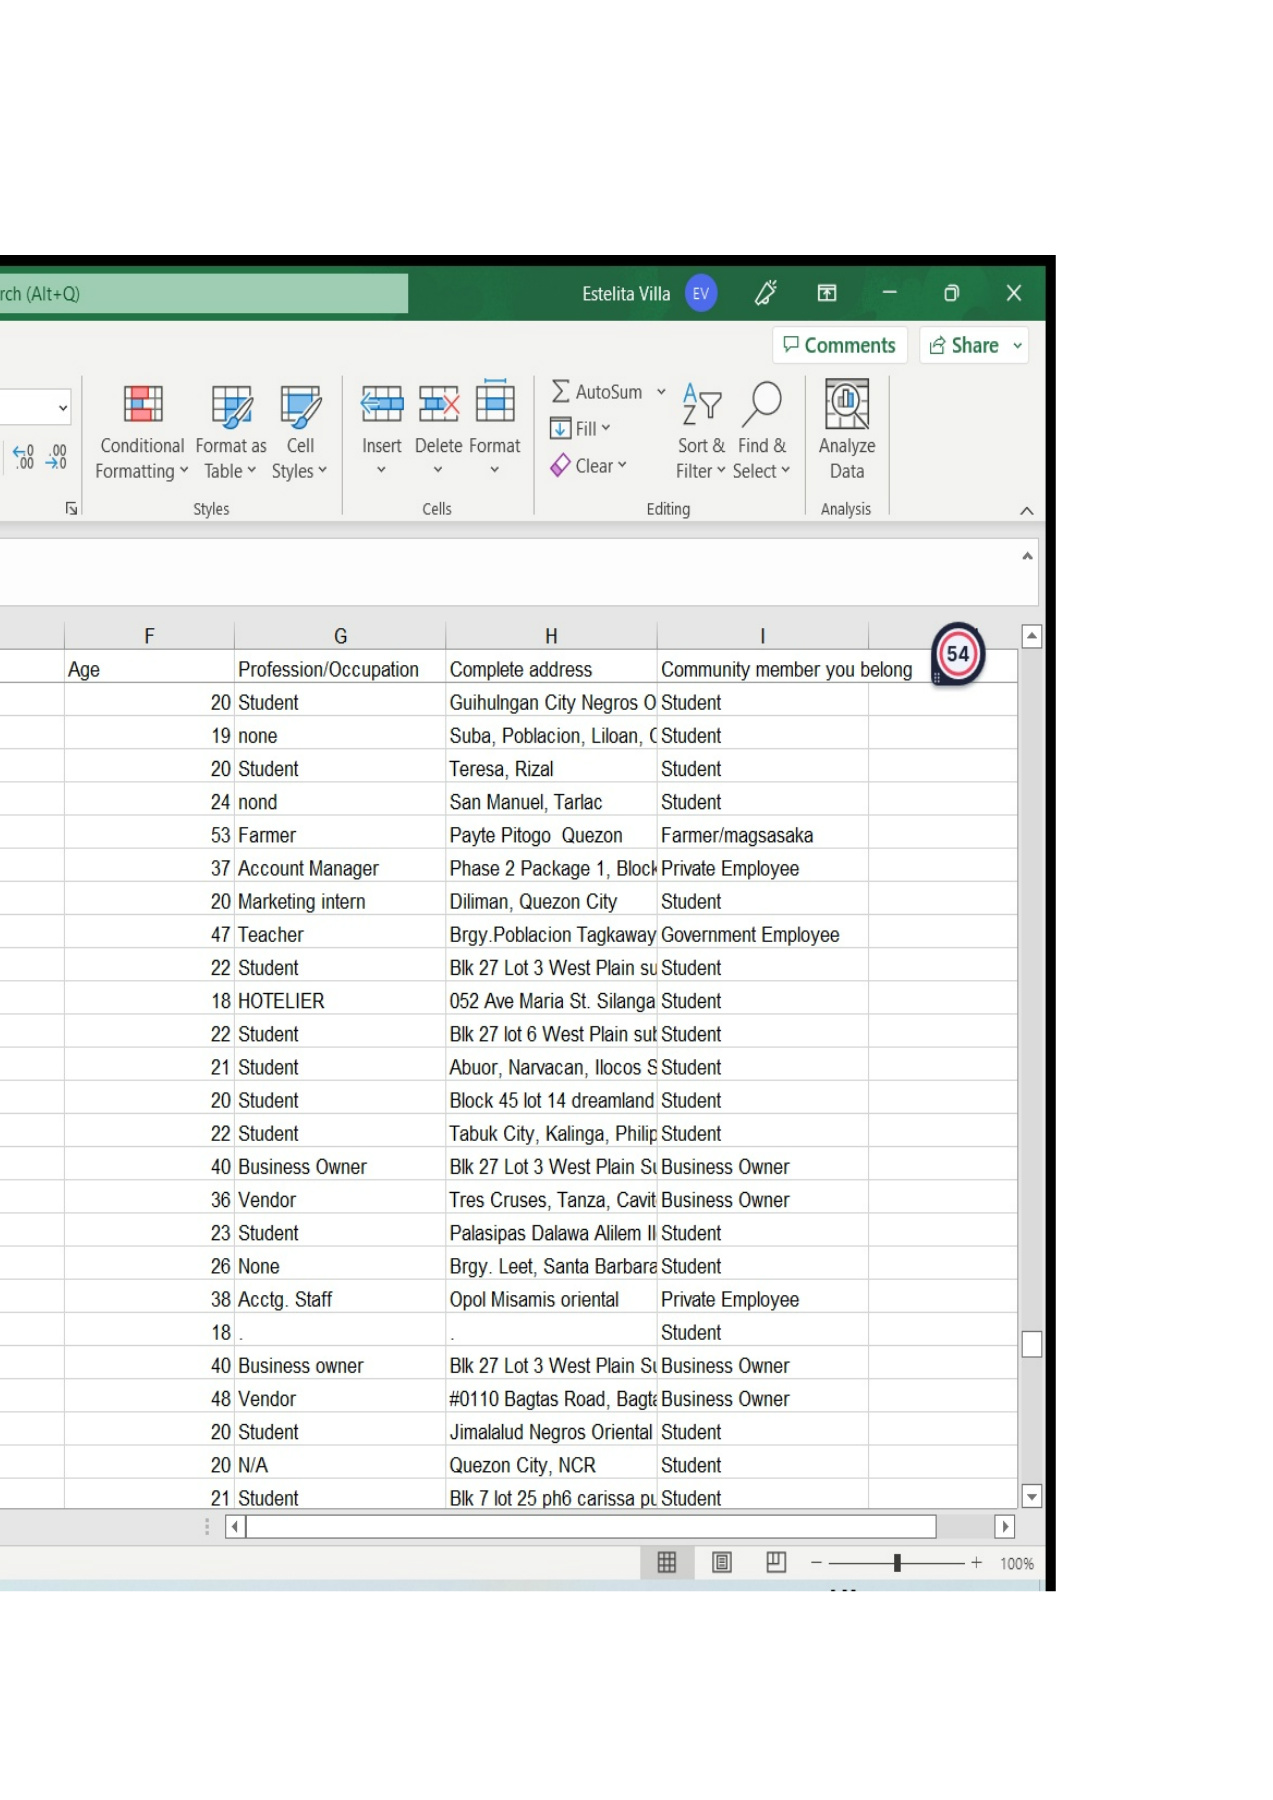 rch (Alt+Q)
Estelita Villa EV
Comments Share
.00 .00
Conditional Formatting
Format as Table
Cell Styles
Insert Delete Format
AutoSum
Fill
Clear
Sort & Filter
Find & Select
Analyze Data
Styles Cells Editing Analysis
F G H I
54
Age Profession/Occupation Complete address Community member you belong
20 Student Guihulngan City Negros O Student
19 none Suba, Poblacion, Liloan, C Student
20 Student Teresa, Rizal Student
24 nond San Manuel, Tarlac Student
53 Farmer Payte Pitogo  Quezon Farmer/magsasaka
37 Account Manager Phase 2 Package 1, Block Private Employee
20 Marketing intern Diliman, Quezon City Student
47 Teacher Brgy.Poblacion Tagkaway Government Employee
22 Student Blk 27 Lot 3 West Plain su Student
18 HOTELIER 052 Ave Maria St. Silanga Student
22 Student Blk 27 lot 6 West Plain sub Student
21 Student Abuor, Narvacan, Ilocos S Student
20 Student Block 45 lot 14 dreamland Student
22 Student Tabuk City, Kalinga, Philip Student
40 Business Owner Blk 27 Lot 3 West Plain Su Business Owner
36 Vendor Tres Cruses, Tanza, Cavit Business Owner
23 Student Palasipas Dalawa Alilem Il Student
26 None Brgy. Leet, Santa Barbara Student
38 Acctg. Staff Opol Misamis oriental Private Employee
18 . . Student
40 Business owner Blk 27 Lot 3 West Plain Su Business Owner
48 Vendor #0110 Bagtas Road, Bagta Business Owner
20 Student Jimalalud Negros Oriental Student
20 N/A Quezon City, NCR Student
21 Student Blk 7 lot 25 ph6 carissa pu Student
100%